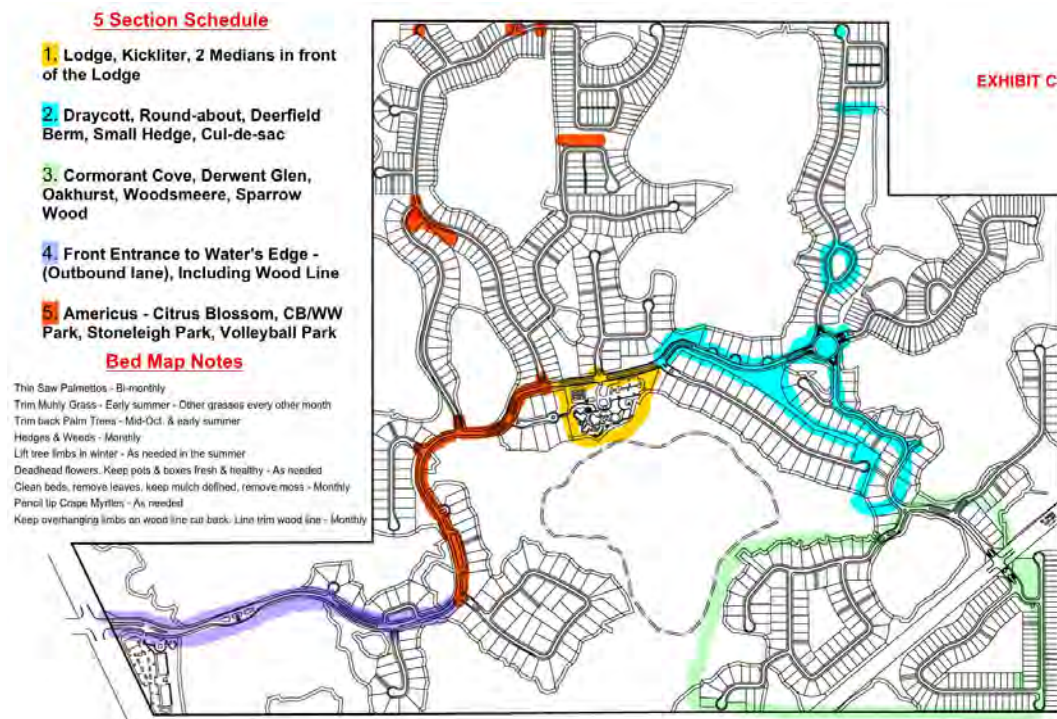 5 Section Schedule
1. Lodge, Kickliter, 2 Medians in front
of the Lodge
EXHIBIT C
2. Draycott, Round-about, Deerfield
Berm, Small Hedge, Cul-de-sac
3. Cormorant Cove, Derwent Glen,
Oakhurst, Woodsmeere, Sparrow
Wood
4. Front Entrance to Water's Edge -
(Outbound lane), Including Wood Line
5. Americus - Citrus Blossom, CB/WW
Park, Stoneleigh Park, Volleyball Park
Bed Map Notes
Thin Saw Palmettos - Bi-monthly
Trim Muhly Grass - Early summer - Other grasses every other month
Trim back Palm Trees - Mid-Oct. & early summer
Hedges & Weeds - Monthly
Lift tree limbs in winter - As needed in the summer
Deadhead flowers. Keep pots & boxes fresh & healthy - As needed
Clean beds, remove leaves, keep mulch defined, remove moss - Monthly
Pencil tip Crape Myrtles - As needed
Keep overhanging limbs on wood line cut back. Line trim wood line - Monthly